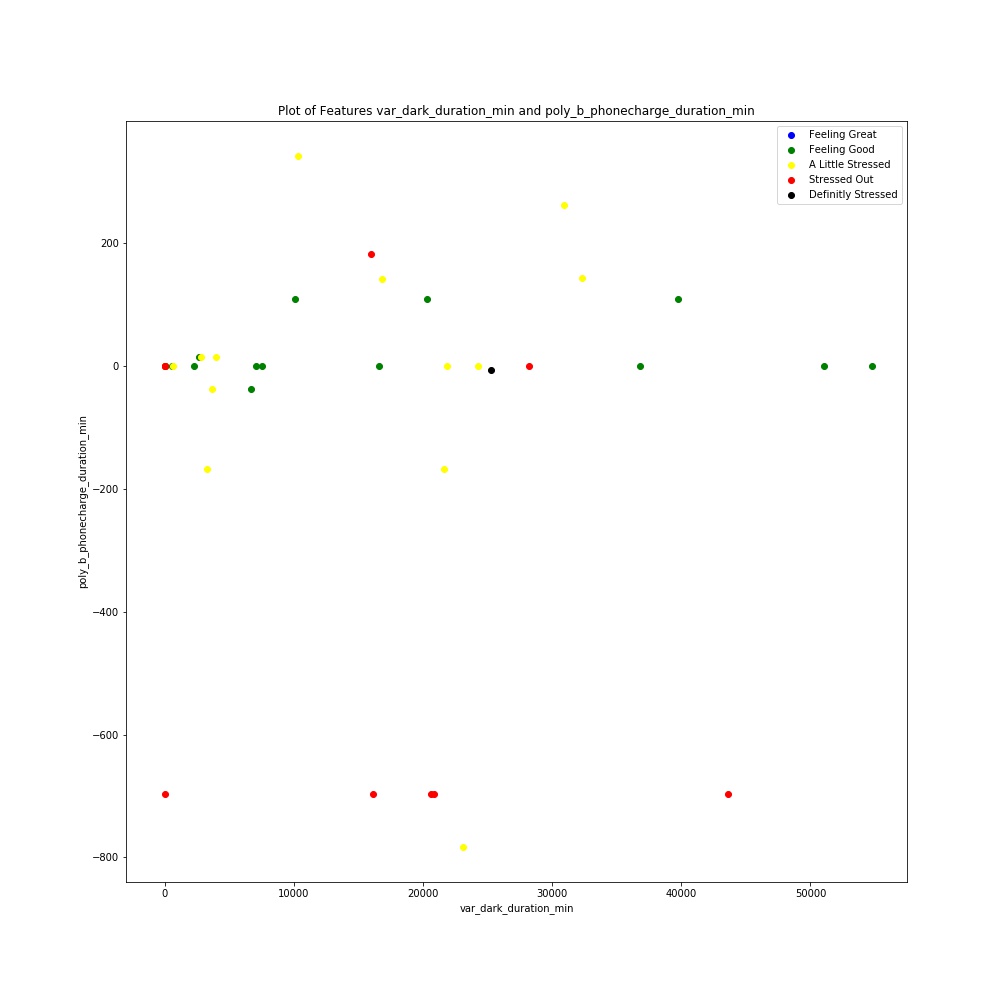 Plot of Features var_dark_duration_min and poly_b_phonecharge_duration_min
Feeling Great
Feeling Good
A Little Stressed
Stressed Out
Definitly Stressed
poly_b_phonecharge_duration_min
200
0
−200
−400
−600
−800
0 10000 20000 30000 40000 50000
var_dark_duration_min